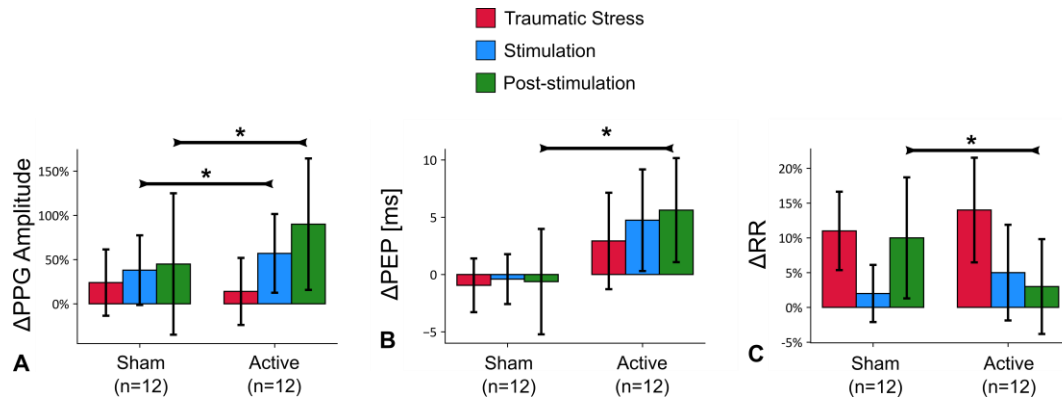 Traumatic Stress
Stimulation
Post-stimulation
ΔPPG Amplitude
150%
100%
50%
0%
*
*
Sham
(n=12)
Active
(n=12)
A
ΔPEP [ms]
10
5
0
−5
*
Sham
(n=12)
Active
(n=12)
B
ΔRR
20%
15%
10%
5%
0%
-5%
*
Sham
(n=12)
Active
(n=12)
C